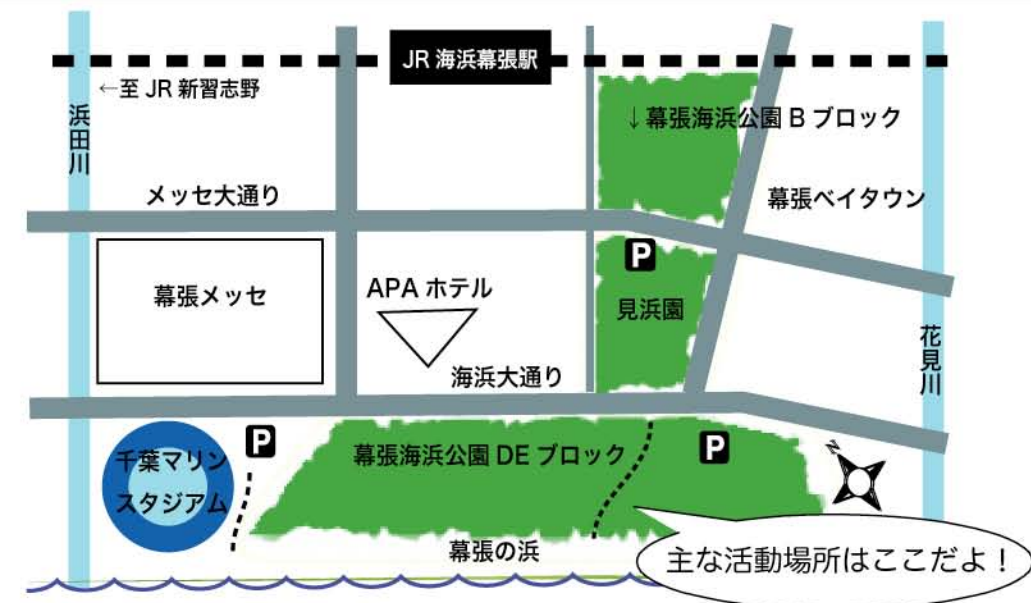 JR 海浜幕張駅
←至 JR 新習志野
浜田川
↓幕張海浜公園 B ブロック
メッセ大通り
幕張ベイタウン
P
幕張メッセ
APA ホテル
見浜園
花見川
海浜大通り
千葉マリン
スタジアム
P
幕張海浜公園 DE ブロック
P
N
幕張の浜
主な活動場所はここだよ！